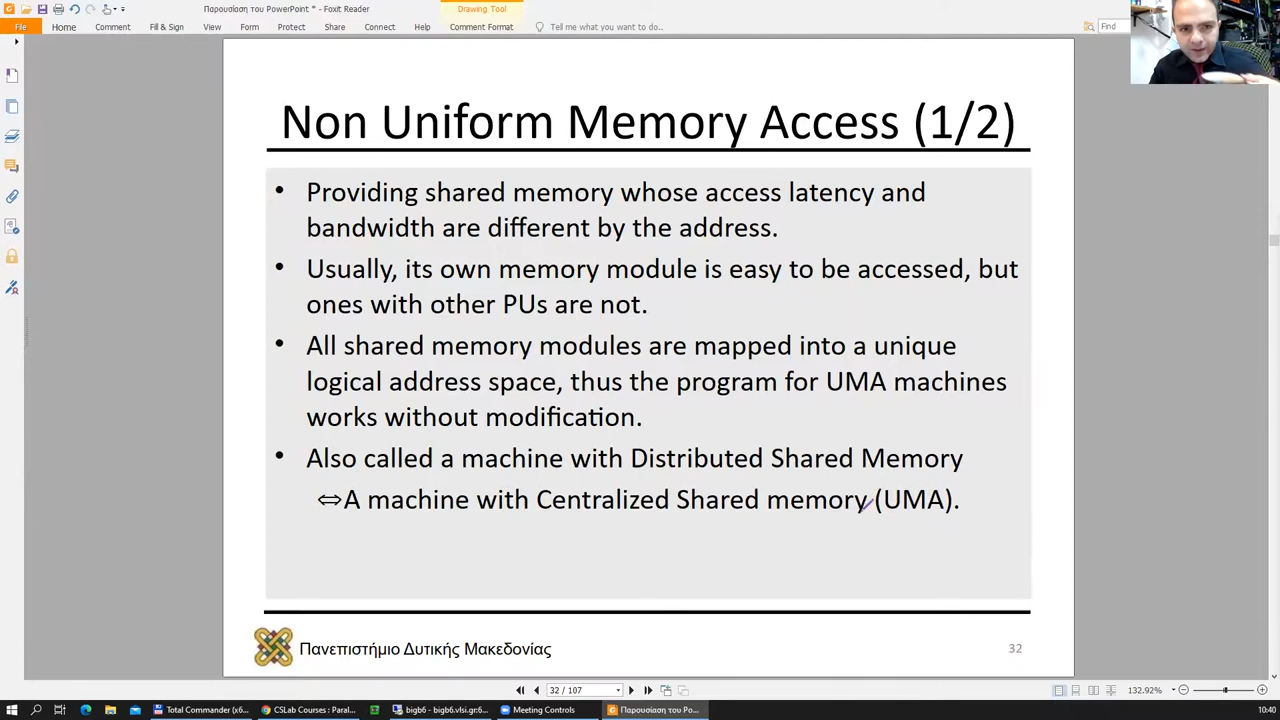 Παρουσίαση του PowerPoint * - Foxit Reader
Drawing Tool
File Home Comment Fill & Sign View Form Protect Share Connect Help Comment Format Tell me what you want to do... Find
Non Uniform Memory Access (1/2)
• Providing shared memory whose access latency and
bandwidth are different by the address.
• Usually, its own memory module is easy to be accessed, but
ones with other PUs are not.
• All shared memory modules are mapped into a unique
logical address space, thus the program for UMA machines
works without modification.
• Also called a machine with Distributed Shared Memory
⇔A machine with Centralized Shared memory (UMA).
Πανεπιστήμιο Δυτικής Μακεδονίας
32
32 / 107
132.92%
Total Commander (x6... CSLab Courses : Paral... bigb6 - bigb6.vlsi.gr:6... Meeting Controls Παρουσίαση του Po... 10:40